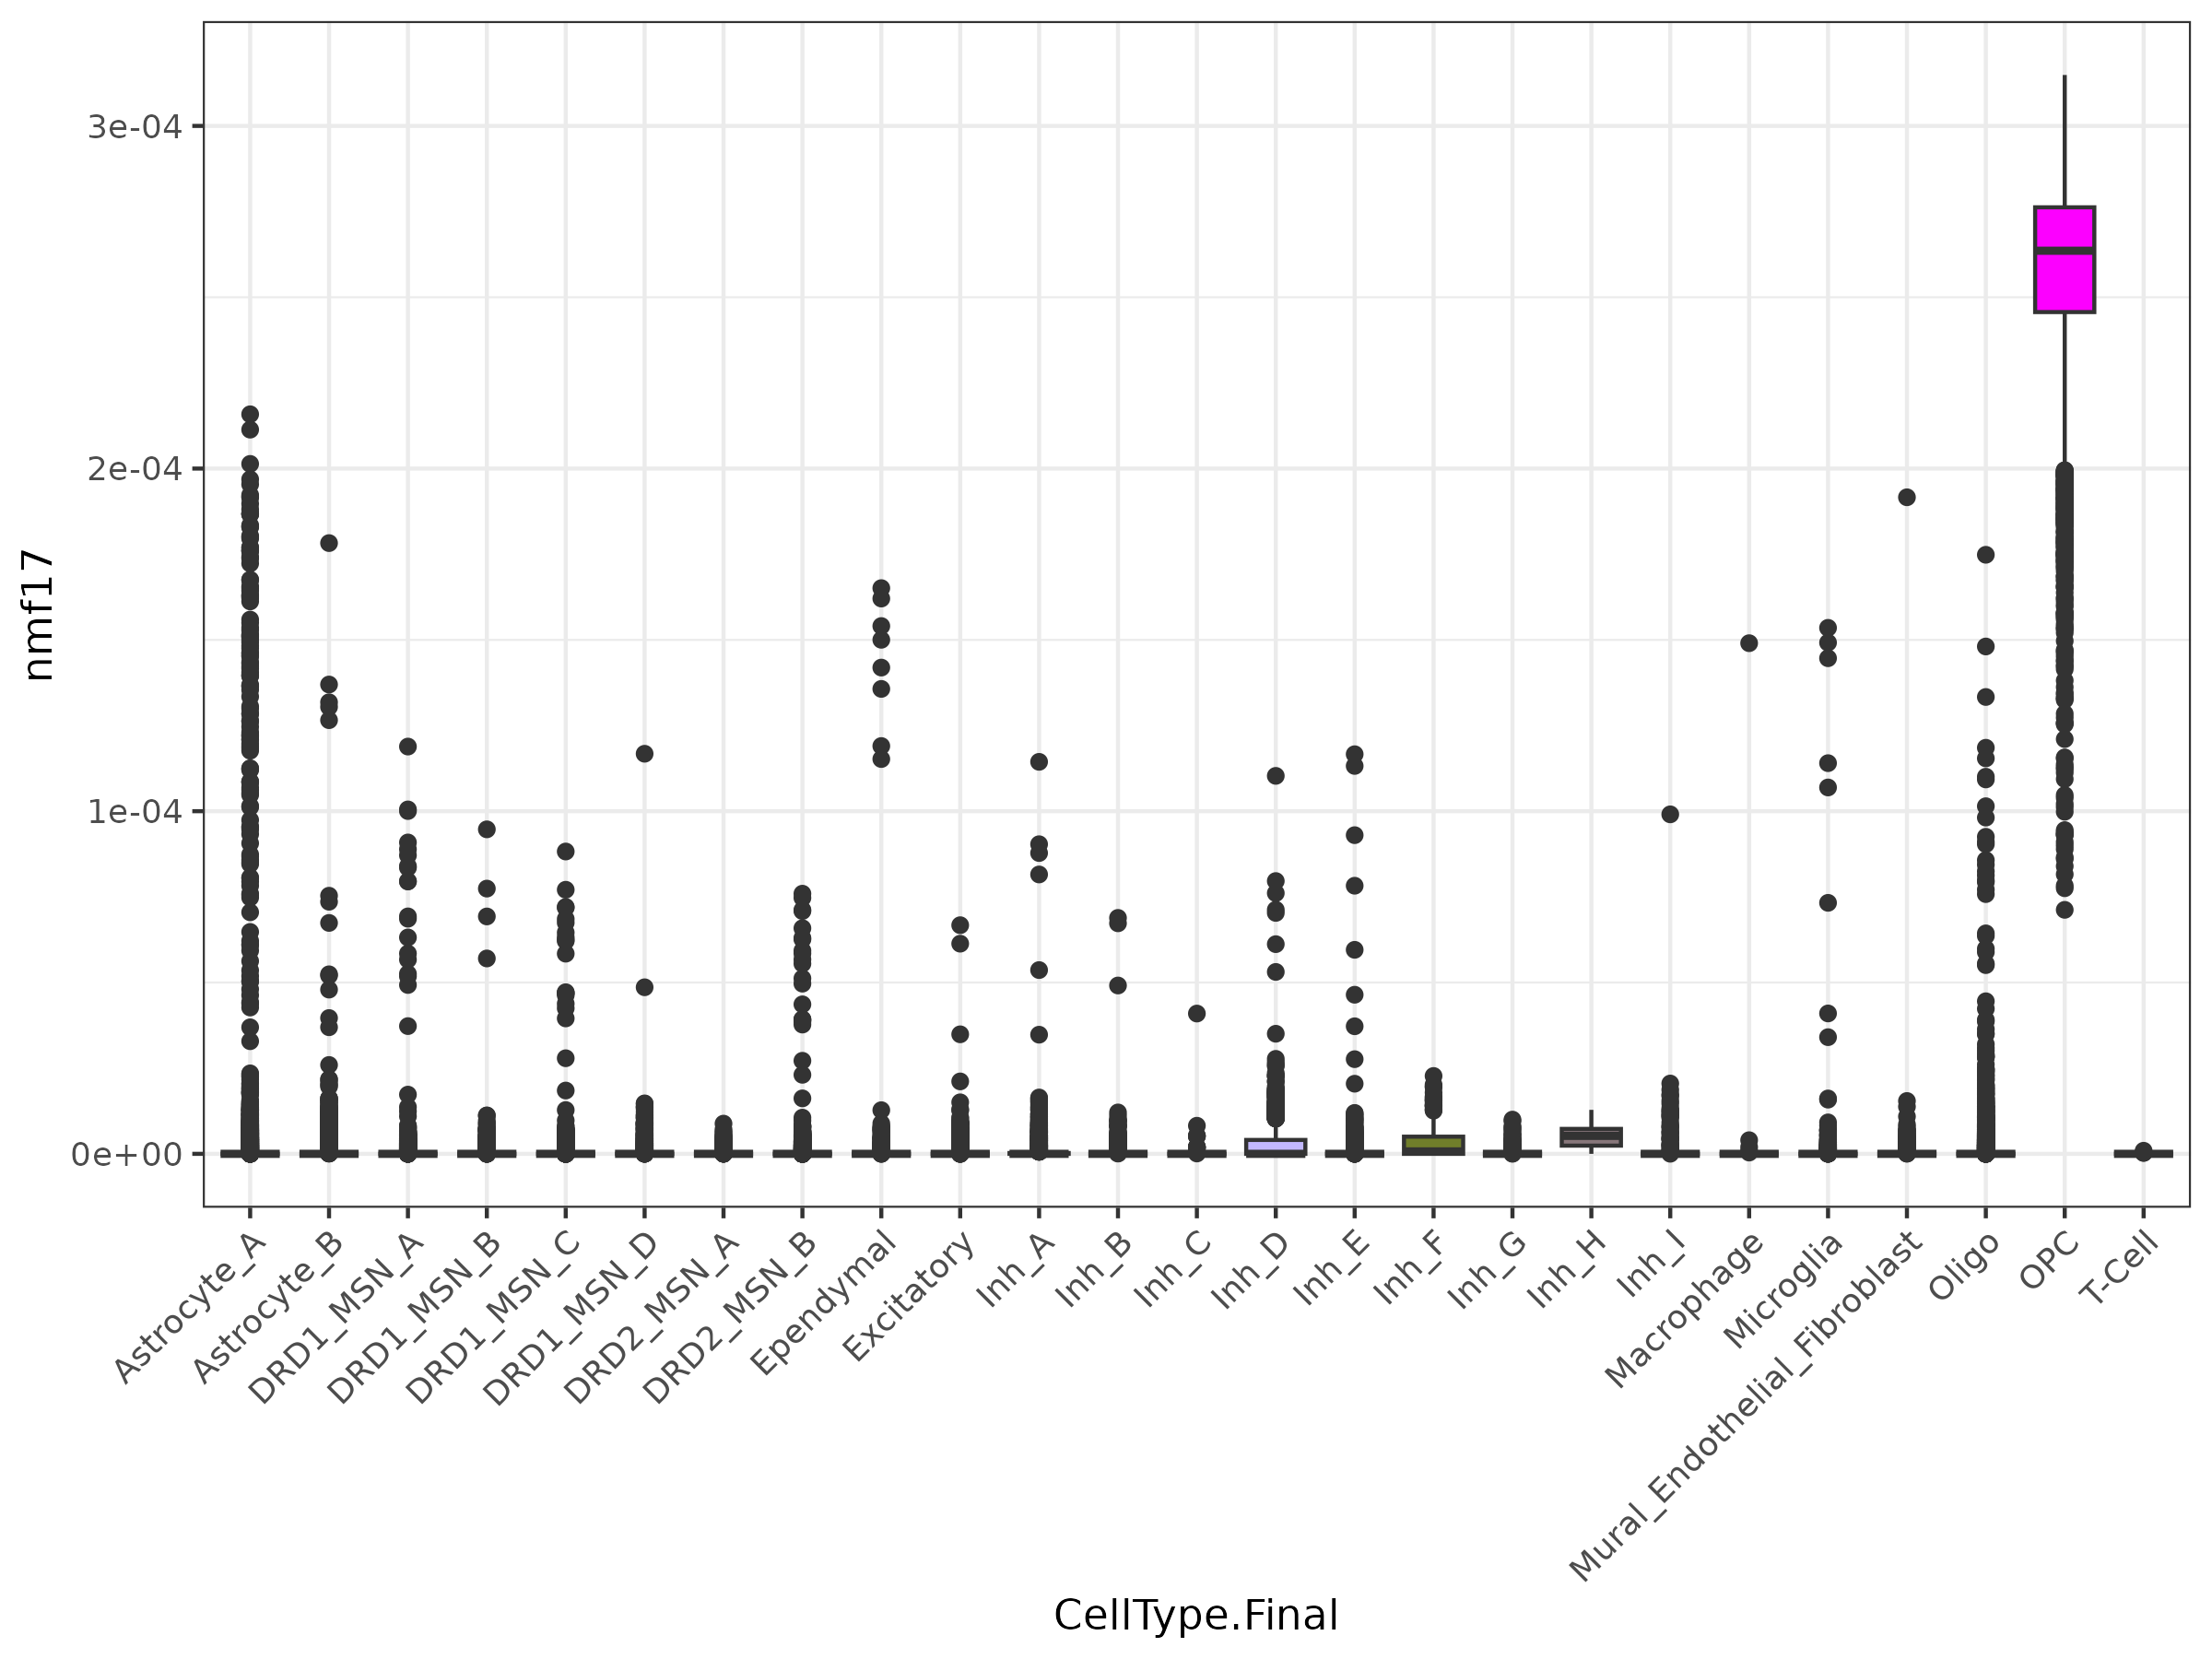 nmf17
3e-04
2e-04
1e-04
0e+00
Astrocyte_A
Astrocyte_B
DRD1_MSN_A
DRD1_MSN_B
DRD1_MSN_C
DRD1_MSN_D
DRD2_MSN_A
DRD2_MSN_B
Ependymal
Excitatory
Inh_A
Inh_B
Inh_C
Inh_D
Inh_E
Inh_F
Inh_G
Inh_H
Inh_I
Macrophage
Microglia
Mural_Endothelial_Fibroblast
Oligo
OPC
T-Cell
CellType.Final